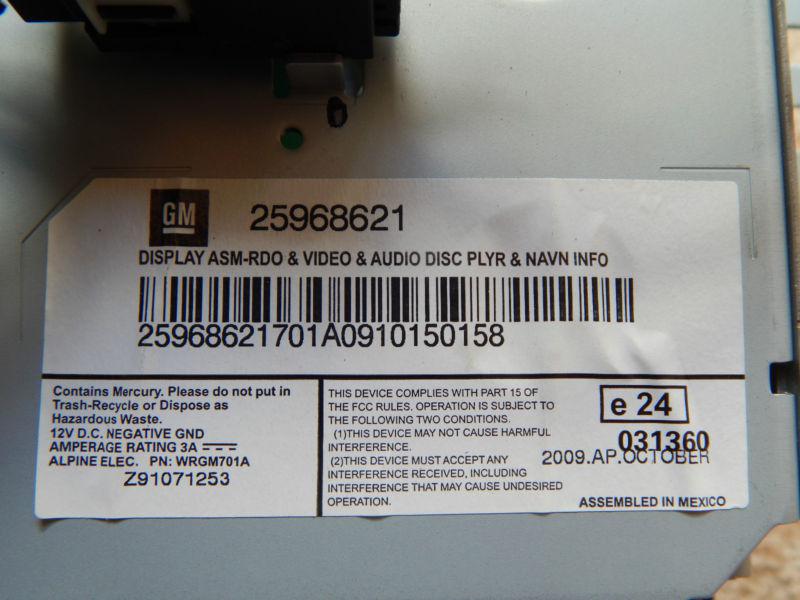 GM
25968621
DISPLAY ASM-RDO & VIDEO & AUDIO DISC PLYR & NAVN INFO
25968621701A0910150158
Contains Mercury. Please do not put in
Trash-Recycle or Dispose as
Hazardous Waste.
12V D.C. NEGATIVE GND
AMPERAGE RATING 3A
ALPINE ELEC. PN: WRGM701A
Z91071253
THIS DEVICE COMPLIES WITH PART 15 OF
THE FCC RULES. OPERATION IS SUBJECT TO
THE FOLLOWING TWO CONDITIONS.
(1)THIS DEVICE MAY NOT CAUSE HARMFUL
INTERFERENCE.
(2)THIS DEVICE MUST ACCEPT ANY
INTERFERENCE RECEIVED, INCLUDING
INTERFERENCE THAT MAY CAUSE UNDESIRED
OPERATION.
e 24
031360
2009.AP.OCTOBER
ASSEMBLED IN MEXICO